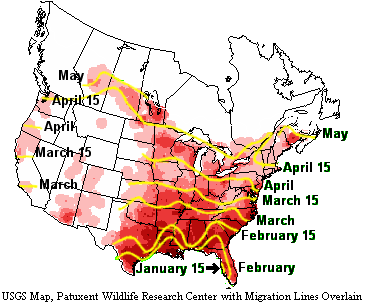 May
April 15
April
March 15
March
May
April 15
April
March 15
March
February 15
January 15
February
USGS Map, Patuxent Wildlife Research Center with Migration Lines Overlain